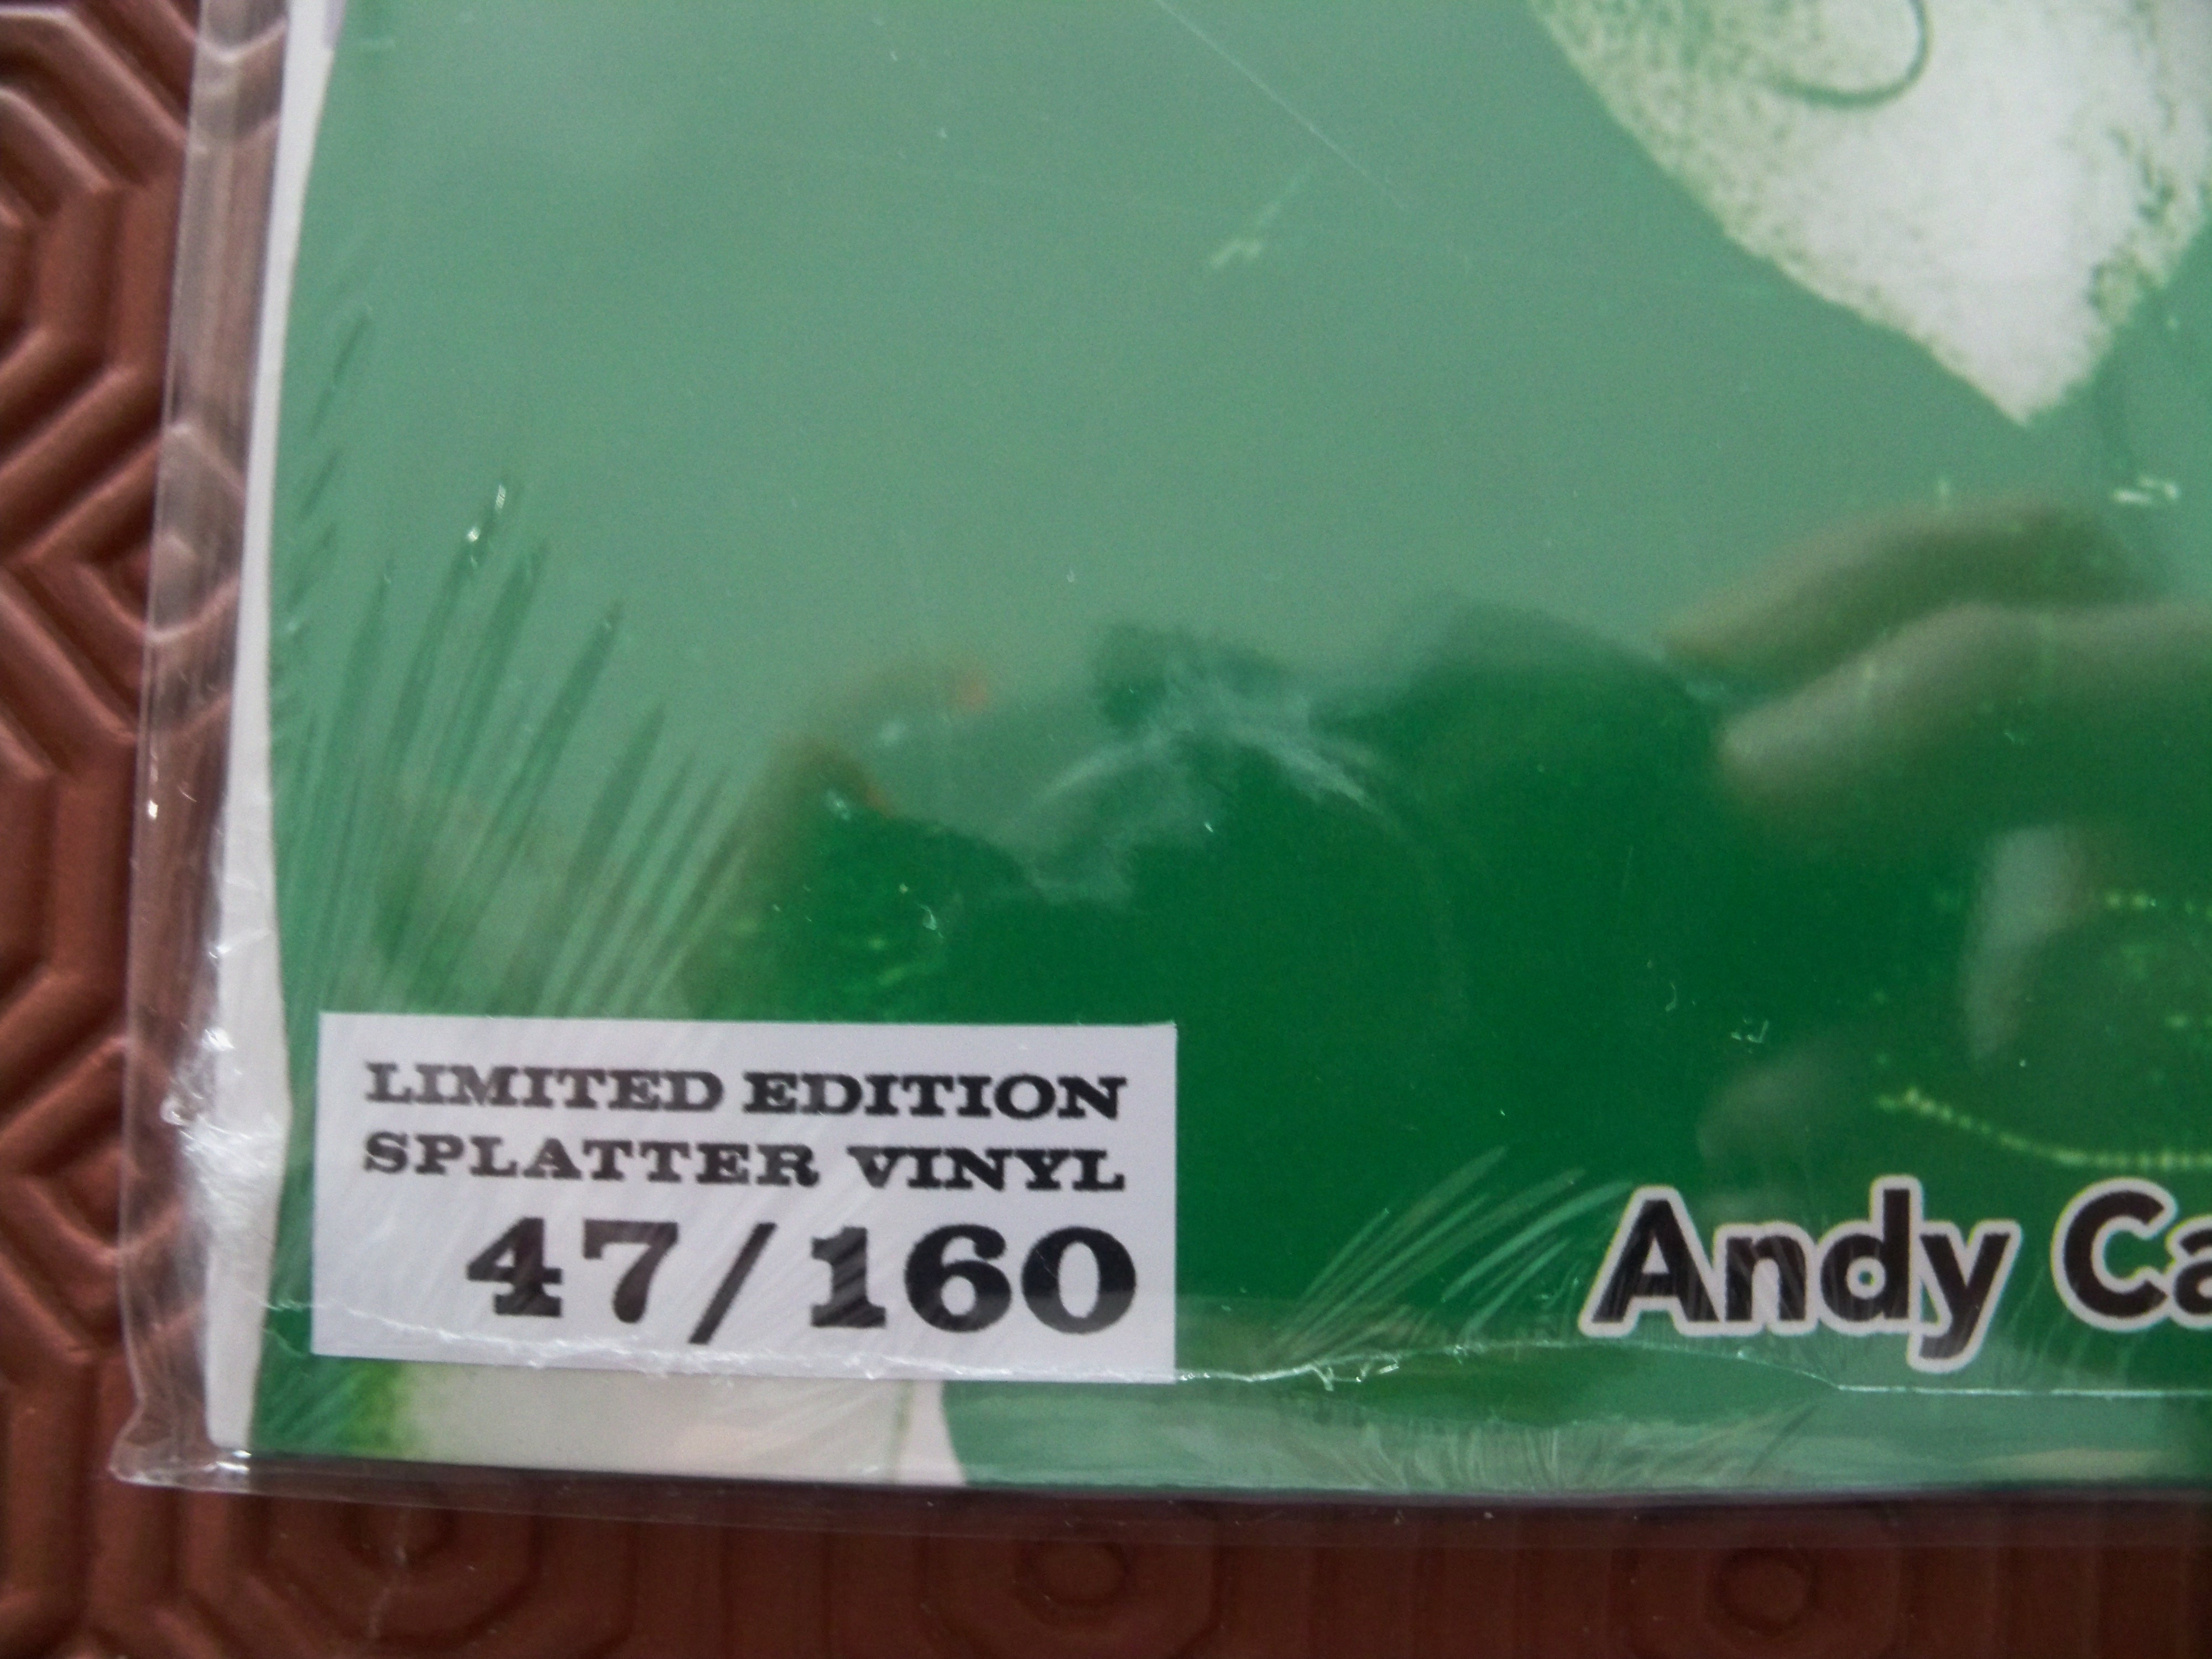 LIMITED EDITION
SPLATTER VINYL
47/160
Andy Ca